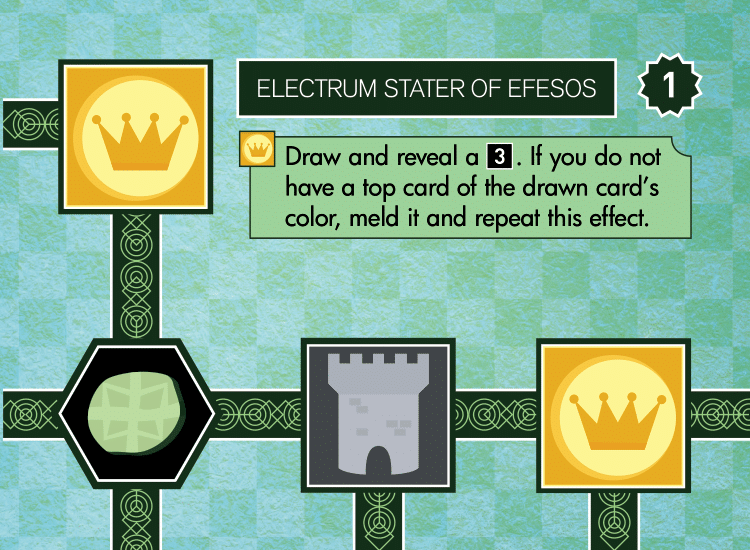 ELECTRUM STATER OF EFESOS
1
Draw and reveal a 3. If you do not
have a top card of the drawn card's
color, meld it and repeat this effect.